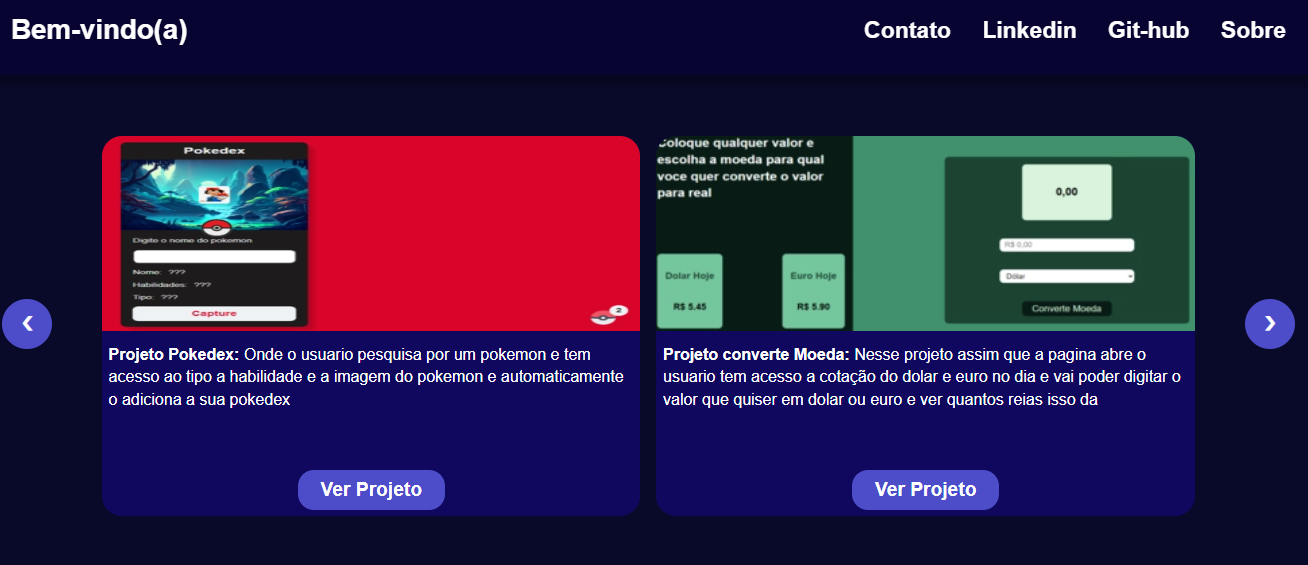 Bem-vindo(a)
Contato
Linkedin
Git-hub
Sobre
Pokedex
Digite o nome do pokemon
Nome: ???
Habilidades: ???
Tipo: ???
Capture
2
Coloque qualquer valor e
escolha a moeda para qual
voce quer converte o valor
para real
Dolar Hoje
R$ 5.45
Euro Hoje
R$ 5.90
0,00
R$ 0,00
Dólar
Converte Moeda
‹
›
Projeto Pokedex: Onde o usuario pesquisa por um pokemon e tem
acesso ao tipo a habilidade e a imagem do pokemon e automaticamente
o adiciona a sua pokedex
Ver Projeto
Projeto converte Moeda: Nesse projeto assim que a pagina abre o
usuario tem acesso a cotação do dolar e euro no dia e vai poder digitar o
valor que quiser em dolar ou euro e ver quantos reias isso da
Ver Projeto